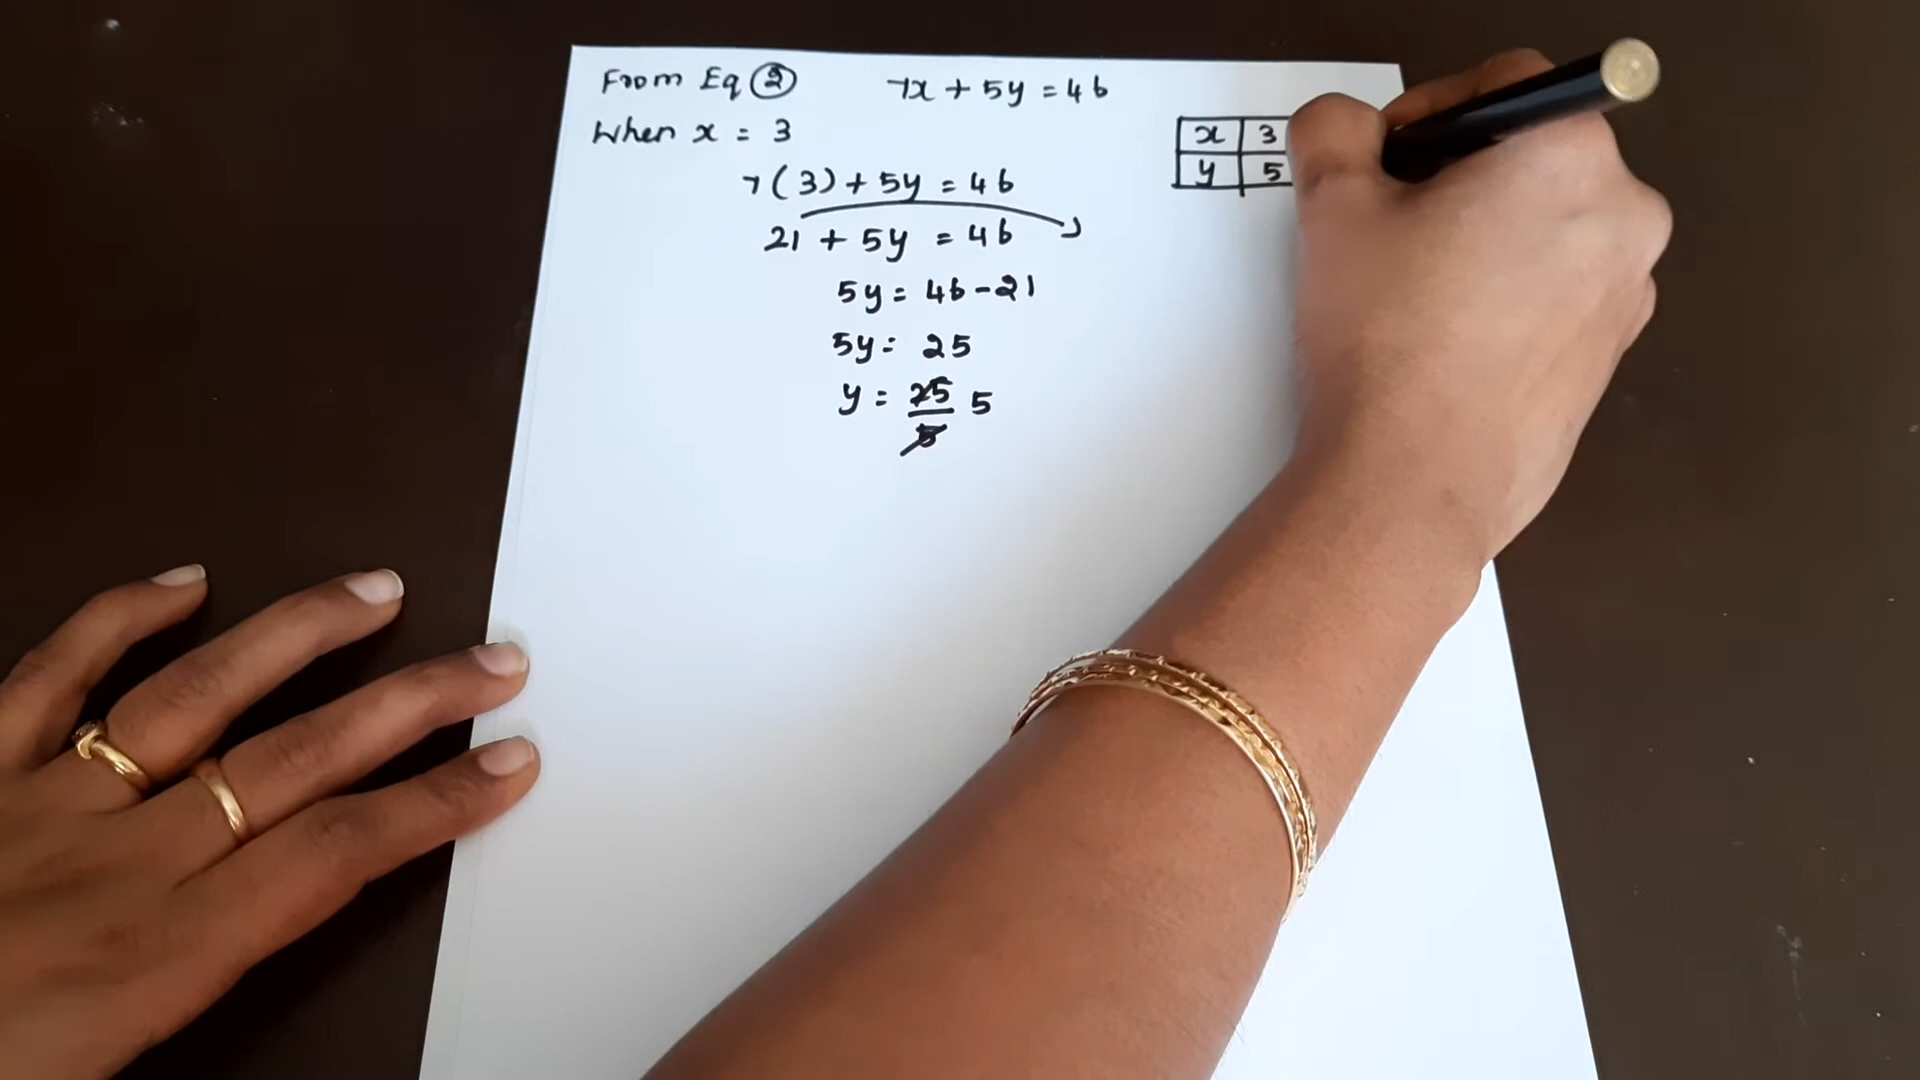 From Eq ② 7x + 5y = 46
When x = 3
7(3) + 5y = 46
21 + 5y = 46
5y = 46 - 21
5y = 25
y = 25/5 5
x 3
y 5